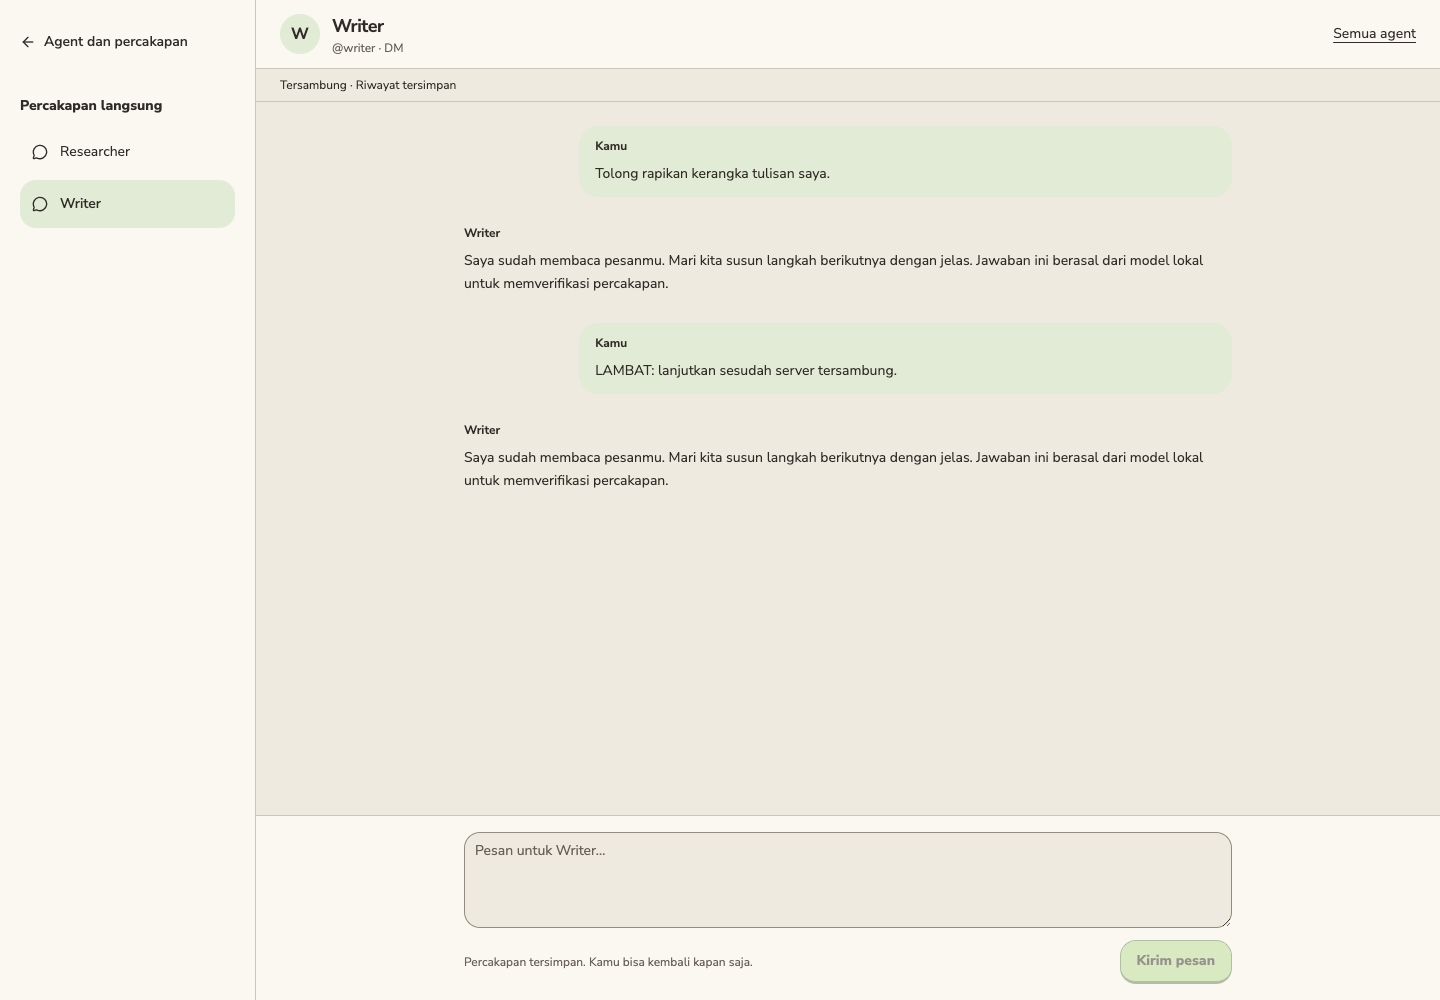 Agent dan percakapan
Percakapan langsung
Researcher
Writer
W
Writer
@writer · DM
Semua agent
Tersambung · Riwayat tersimpan
Kamu
Tolong rapikan kerangka tulisan saya.
Writer
Saya sudah membaca pesanmu. Mari kita susun langkah berikutnya dengan jelas. Jawaban ini berasal dari model lokal
untuk memverifikasi percakapan.
Kamu
LAMBAT: lanjutkan sesudah server tersambung.
Writer
Saya sudah membaca pesanmu. Mari kita susun langkah berikutnya dengan jelas. Jawaban ini berasal dari model lokal
untuk memverifikasi percakapan.
Pesan untuk Writer...
Percakapan tersimpan. Kamu bisa kembali kapan saja.
Kirim pesan